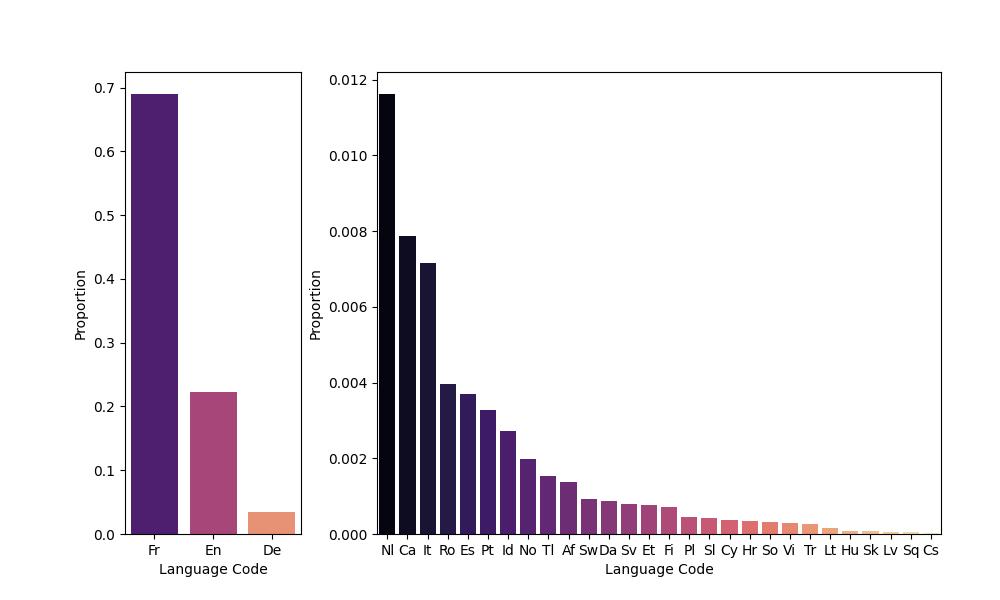 0.7
0.6
0.5
0.4
0.3
0.2
0.1
0.0
Proportion
Fr En De
Language Code
0.012
0.010
0.008
0.006
0.004
0.002
0.000
Proportion
Nl Ca It Ro Es Pt Id No Tl Af Sw Da Sv Et Fi Pl Sl Cy Hr So Vi Tr Lt Hu Sk Lv Sq Cs
Language Code